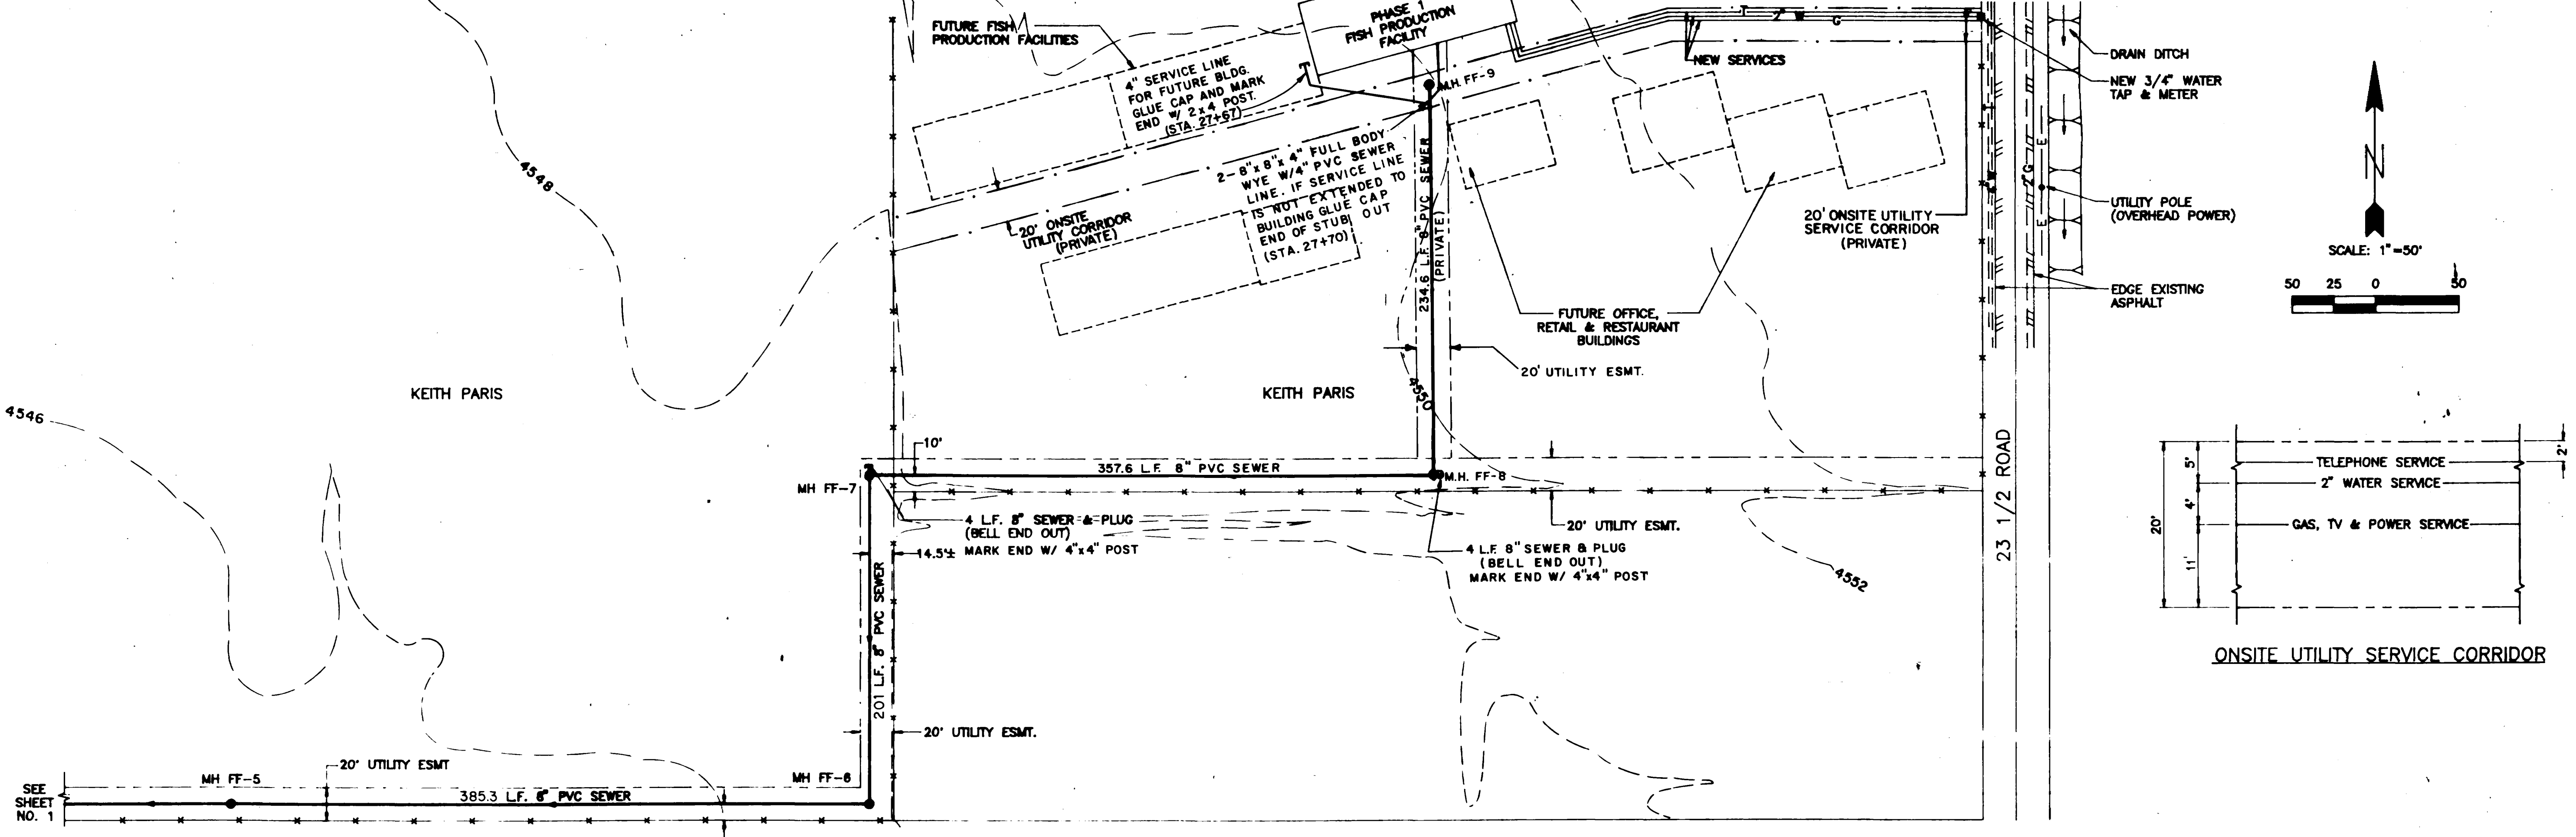 FUTURE FISH
PRODUCTION FACILITIES
PHASE 1
FISH PRODUCTION
FACILITY
4" SERVICE LINE
FOR FUTURE BLDG.
GLUE CAP AND MARK
END W/ 2x4 POST.
(STA. 27+67)
M.H. FF-9
T
2" W
G
NEW SERVICES
DRAIN DITCH
NEW 3/4" WATER
TAP & METER
UTILITY POLE
(OVERHEAD POWER)
E
E
2" G
EDGE EXISTING
ASPHALT
N
SCALE: 1"=50'
50 25 0 50
4548
2-8"x 8"x 4" FULL BODY
WYE W/4" PVC SEWER
LINE. IF SERVICE LINE
IS NOT EXTENDED TO
BUILDING GLUE CAP
END OF STUB OUT
(STA. 27+70)
20' ONSITE
UTILITY CORRIDOR
(PRIVATE)
234.6 L.F. 8" PVC SEWER
(PRIVATE)
20' ONSITE UTILITY
SERVICE CORRIDOR
(PRIVATE)
FUTURE OFFICE,
RETAIL & RESTAURANT
BUILDINGS
20' UTILITY ESMT.
4550
KEITH PARIS
KEITH PARIS
4546
10'
357.6 L.F. 8" PVC SEWER
MH FF-7
M.H. FF-8
4 L.F. 8" SEWER & PLUG
(BELL END OUT)
MARK END W/ 4"x4" POST
14.5'±
20' UTILITY ESMT.
4 L.F. 8" SEWER & PLUG
(BELL END OUT)
MARK END W/ 4"x4" POST
4552
23 1/2 ROAD
201 L.F. 8" PVC SEWER
20' UTILITY ESMT.
20' UTILITY ESMT
MH FF-5
MH FF-6
385.3 L.F. 8" PVC SEWER
SEE
SHEET
NO. 1
20'
5'
4'
11'
2'
TELEPHONE SERVICE
2" WATER SERVICE
GAS, TV & POWER SERVICE
ONSITE UTILITY SERVICE CORRIDOR